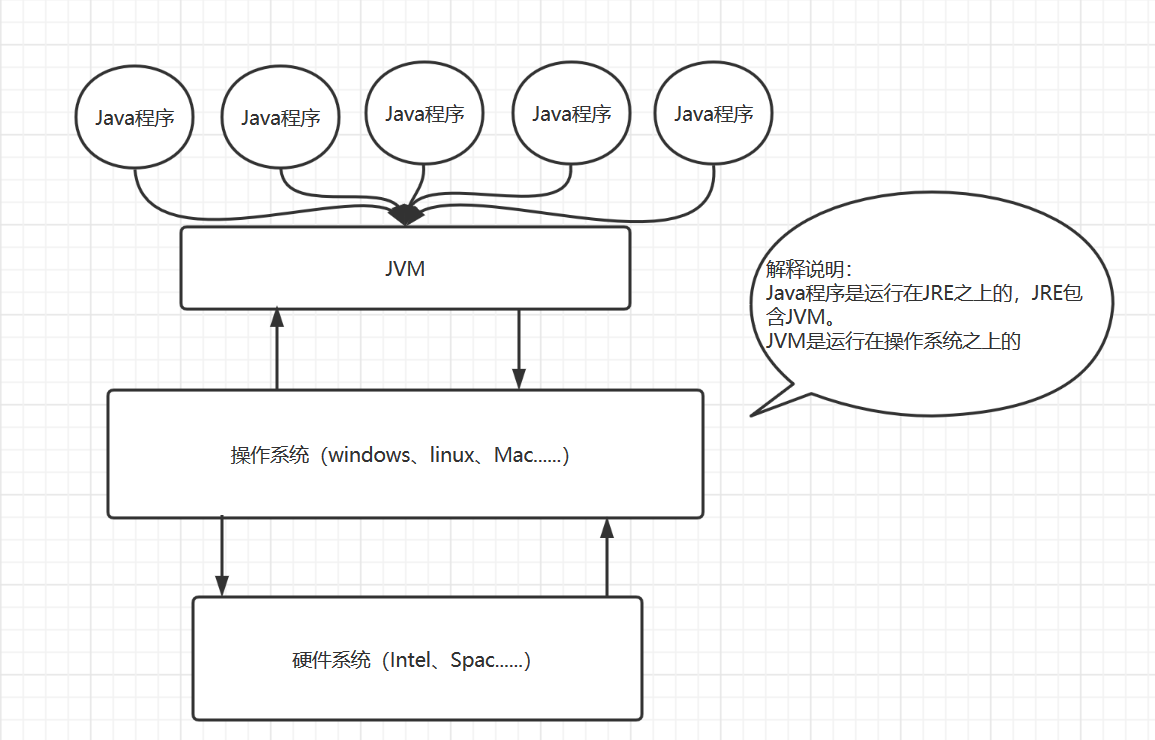 Java程序
Java程序
Java程序
Java程序
Java程序
JVM
解释说明：
Java程序是运行在JRE之上的，JRE包
含JVM。
JVM是运行在操作系统之上的
操作系统（windows、linux、Mac......）
硬件系统（Intel、Spac......）